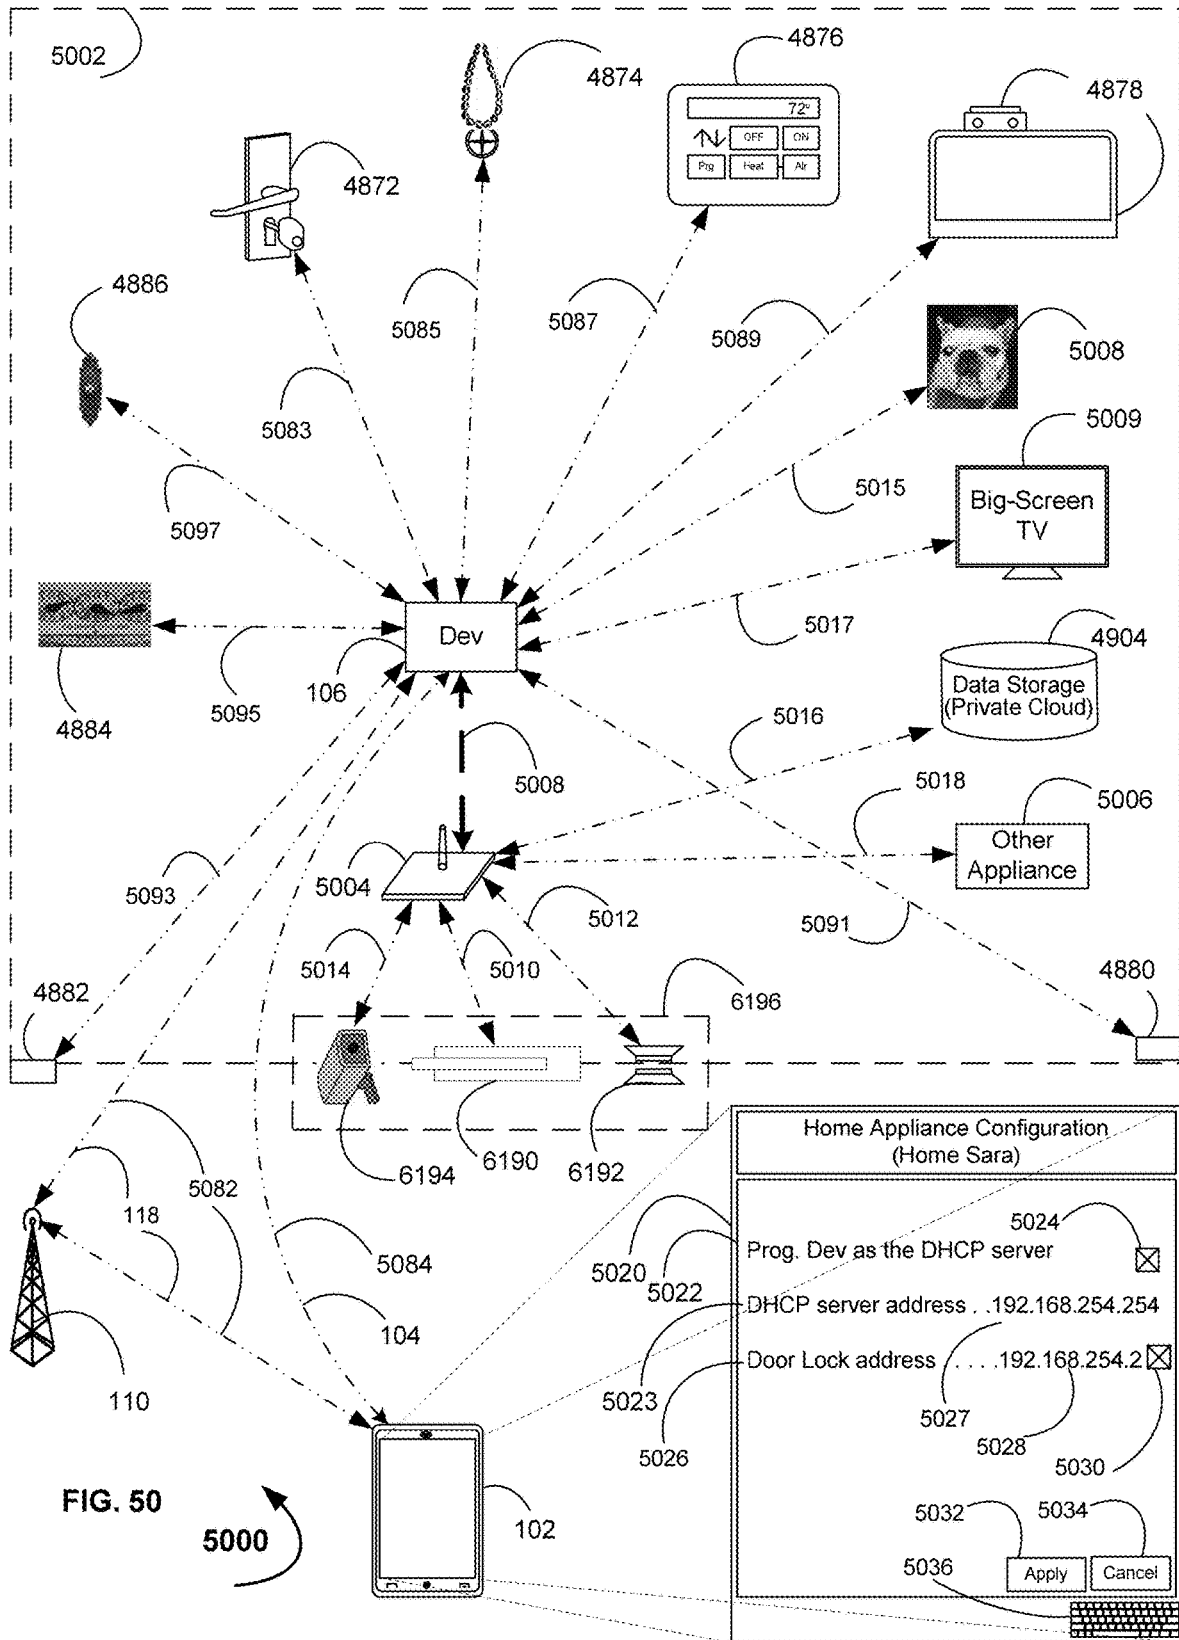 5002
4874
4876
4878
72°
OFF
ON
Prg
Heat
Air
4872
4886
5085
5087
5089
5008
5083
5009
5097
5015
Big-Screen
TV
Dev
5017
4904
106
5095
4884
Data Storage
(Private Cloud)
5016
5008
5018
5006
Other
Appliance
5093
5004
5012
5091
5014
5010
4882
6196
4880
6194
6190
6192
5082
118
Home Appliance Configuration
(Home Sara)
5024
5020
5022
Prog. Dev as the DHCP server
5084
DHCP server address . .192.168.254.254
104
Door Lock address . . . . .192.168.254.2
110
5023
5027
5026
5028
5030
FIG. 50
5000
102
5032
5034
5036
Apply
Cancel